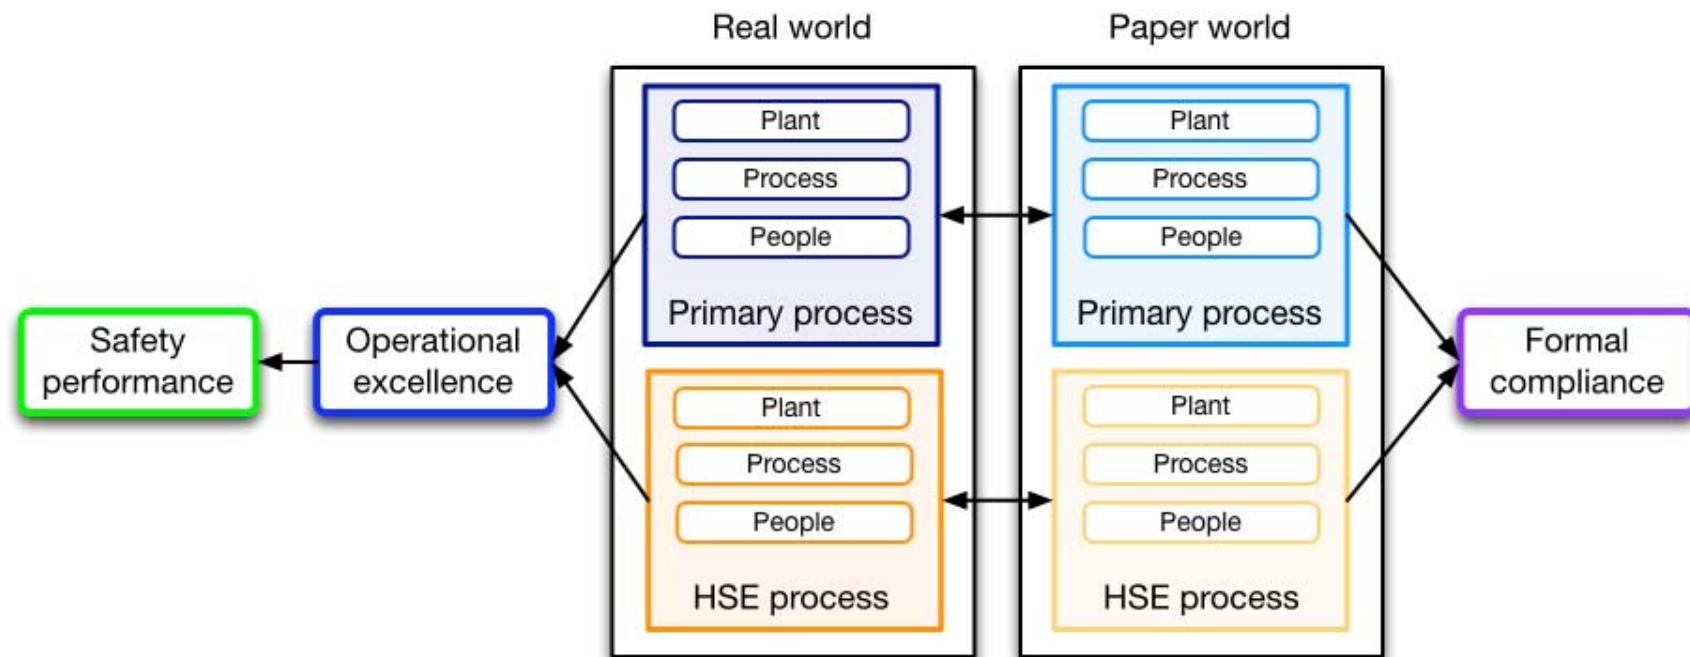 Real world
Paper world
Safety
performance
Operational
excellence
Plant
Process
People
Primary process
Plant
Process
People
HSE process
Plant
Process
People
Primary process
Plant
Process
People
HSE process
Formal
compliance